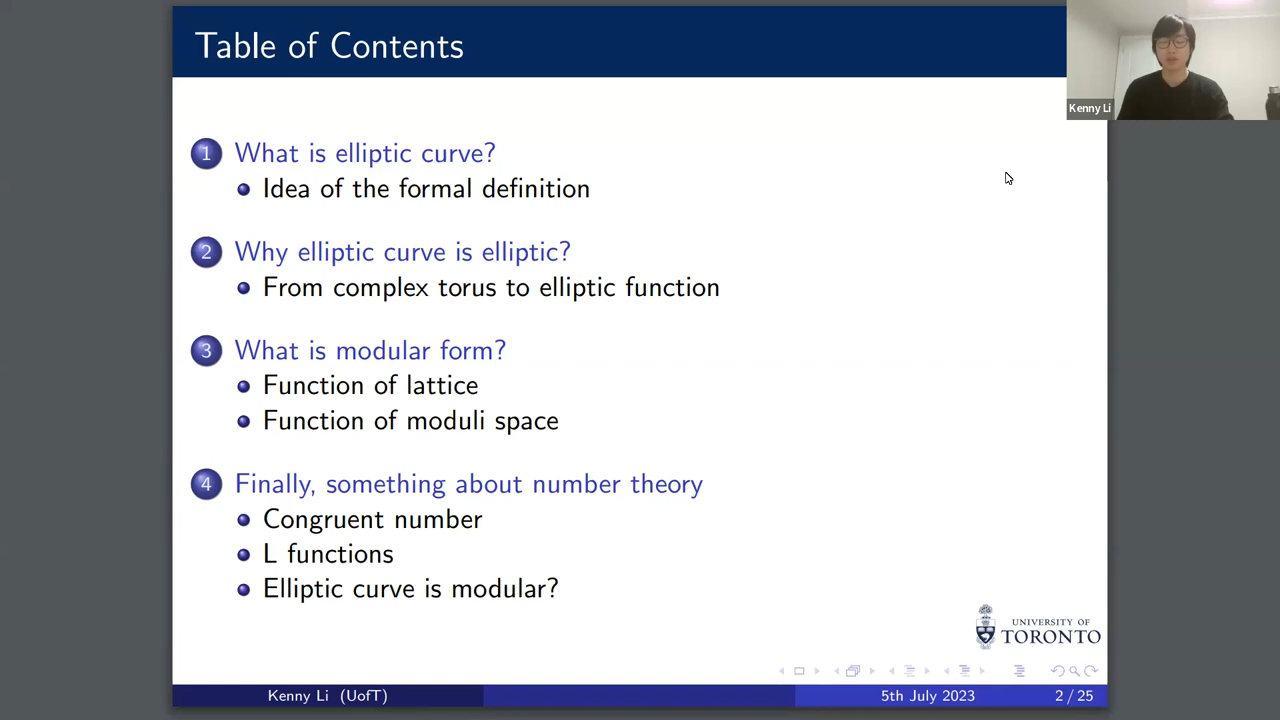 Table of Contents
Kenny Li
1 What is elliptic curve?
Idea of the formal definition
2 Why elliptic curve is elliptic?
From complex torus to elliptic function
3 What is modular form?
Function of lattice
Function of moduli space
4 Finally, something about number theory
Congruent number
L functions
Elliptic curve is modular?
UNIVERSITY OF
TORONTO
Kenny Li (UofT) 5th July 2023 2 / 25